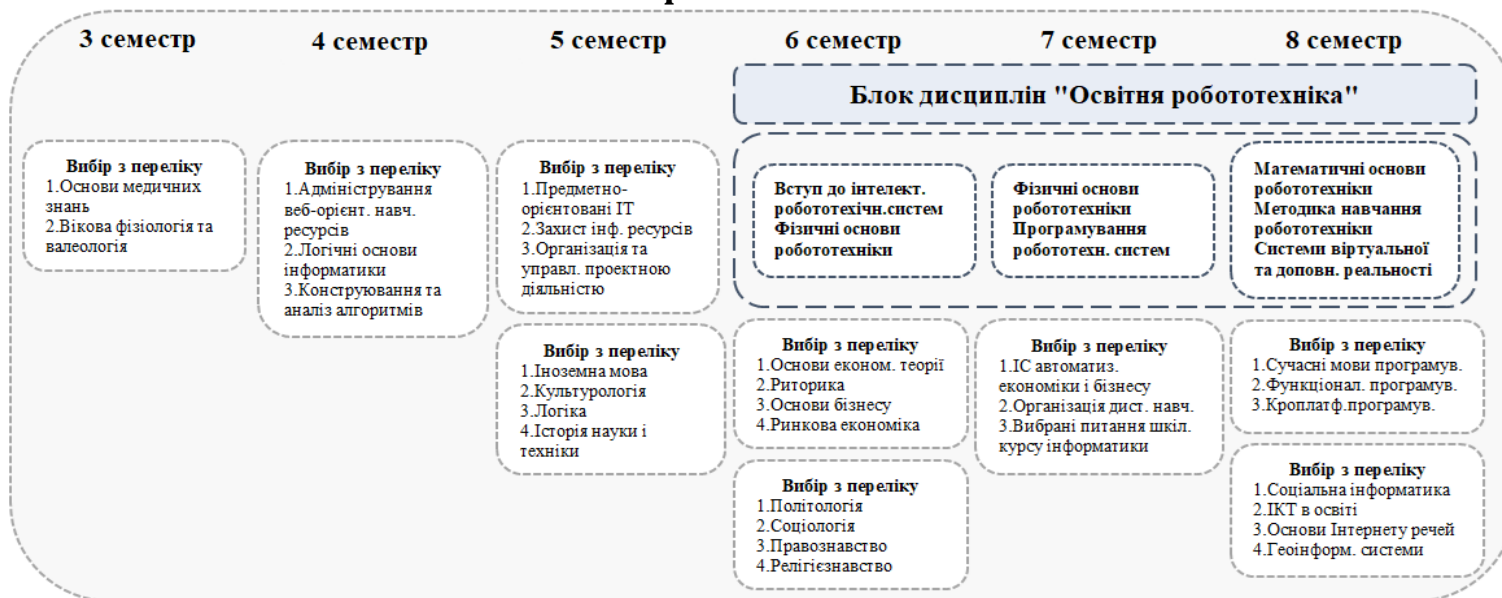 3 семестр
4 семестр
5 семестр
6 семестр
7 семестр
8 семестр
Блок дисциплін "Освітня робототехніка"
Вибір з переліку
1.Основи медичних
знань
2.Вікова фізіологія та
валеологія
Вибір з переліку
1.Адміністрування
веб-орієнт. навч.
ресурсів
2.Логічні основи
інформатики
3.Конструювання та
аналіз алгоритмів
Вибір з переліку
1.Предметно-
орієнтовані ІТ
2.Захист інф. ресурсів
3.Організація та
управл. проектною
діяльністю
Вступ до інтелект.
робототехічн.систем
Фізичні основи
робототехніки
Фізичні основи
робототехніки
Програмування
робототехн. систем
Математичні основи
робототехніки
Методика навчання
робототехніки
Системи віртуальної
та доповн. реальності
Вибір з переліку
1.Іноземна мова
2.Культурологія
3.Логіка
4.Історія науки і
техніки
Вибір з переліку
1.Основи економ. теорії
2.Риторика
3.Основи бізнесу
4.Ринкова економіка
Вибір з переліку
1.ІС автоматиз.
економіки і бізнесу
2.Організація дист. навч.
3.Вибрані питання шкіл.
курсу інформатики
Вибір з переліку
1.Сучасні мови програмув.
2.Функціонал. програмув.
3.Кроплатф.програмув.
Вибір з переліку
1.Політологія
2.Соціологія
3.Правознавство
4.Релігієзнавство
Вибір з переліку
1.Соціальна інформатика
2.ІКТ в освіті
3.Основи Інтернету речей
4.Геоінформ. системи